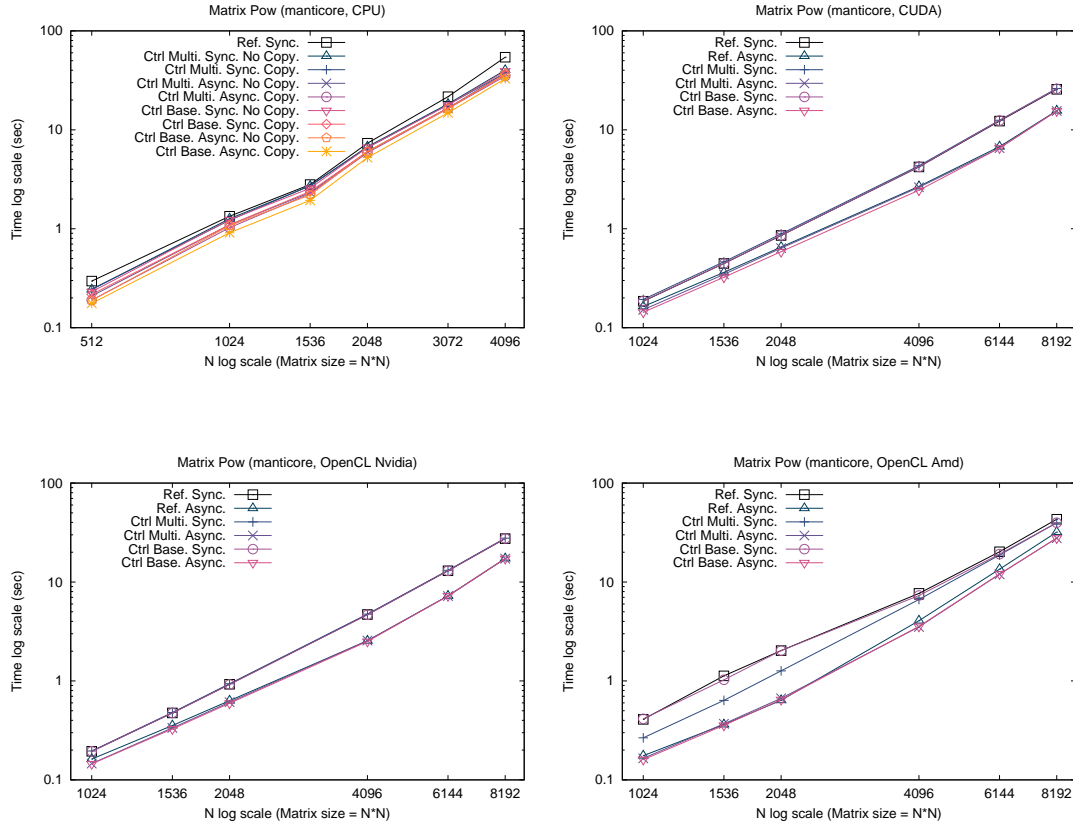 Matrix Pow (manticore, CPU)
Time log scale (sec)
100
10
1
0.1
Ref. Sync.
Ctrl Multi. Sync. No Copy.
Ctrl Multi. Sync. Copy.
Ctrl Multi. Async. No Copy.
Ctrl Multi. Async. Copy.
Ctrl Base. Sync. No Copy.
Ctrl Base. Sync. Copy.
Ctrl Base. Async. No Copy.
Ctrl Base. Async. Copy.
512 1024 1536 2048 3072 4096
N log scale (Matrix size = N*N)
Matrix Pow (manticore, CUDA)
Time log scale (sec)
100
10
1
0.1
Ref. Sync.
Ref. Async.
Ctrl Multi. Sync.
Ctrl Multi. Async.
Ctrl Base. Sync.
Ctrl Base. Async.
1024 1536 2048 4096 6144 8192
N log scale (Matrix size = N*N)
Matrix Pow (manticore, OpenCL Nvidia)
Time log scale (sec)
100
10
1
0.1
Ref. Sync.
Ref. Async.
Ctrl Multi. Sync.
Ctrl Multi. Async.
Ctrl Base. Sync.
Ctrl Base. Async.
1024 1536 2048 4096 6144 8192
N log scale (Matrix size = N*N)
Matrix Pow (manticore, OpenCL Amd)
Time log scale (sec)
100
10
1
0.1
Ref. Sync.
Ref. Async.
Ctrl Multi. Sync.
Ctrl Multi. Async.
Ctrl Base. Sync.
Ctrl Base. Async.
1024 1536 2048 4096 6144 8192
N log scale (Matrix size = N*N)